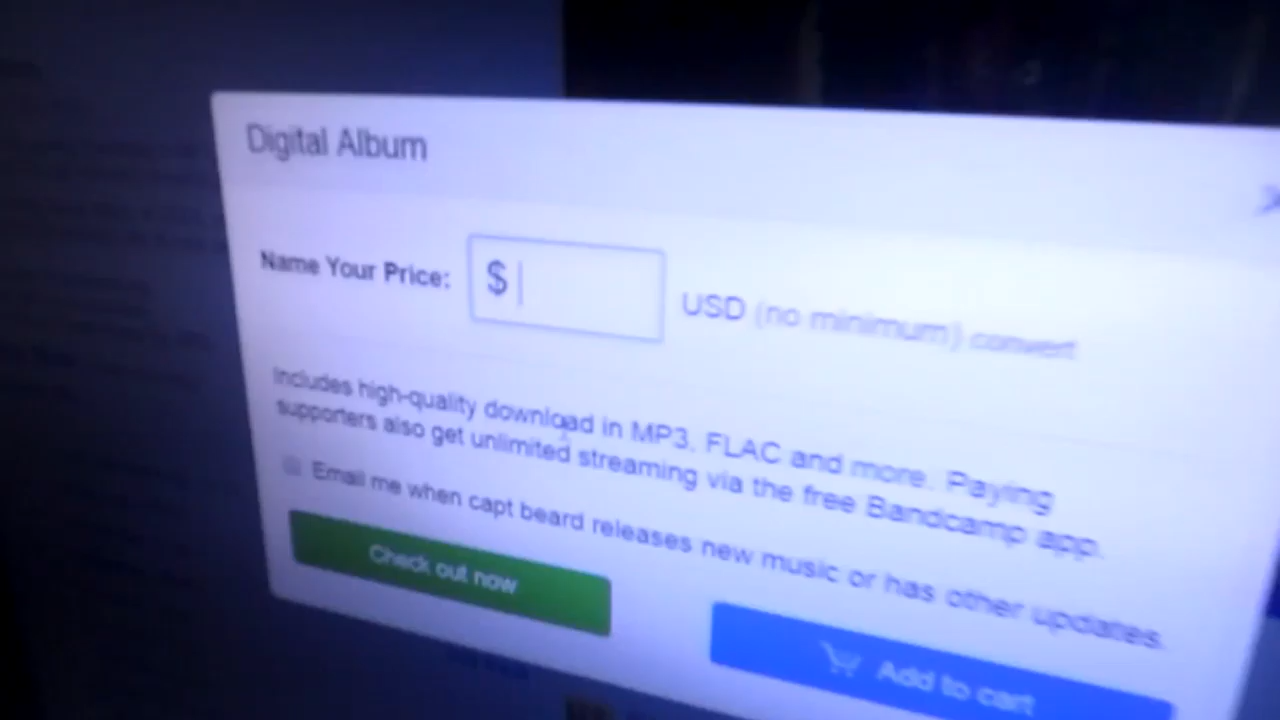 Digital Album
Name Your Price: $ USD (no minimum) convert
Includes high-quality download in MP3, FLAC and more. Paying
supporters also get unlimited streaming via the free Bandcamp app.
Email me when capt beard releases new music or has other updates.
Check out now
Add to cart